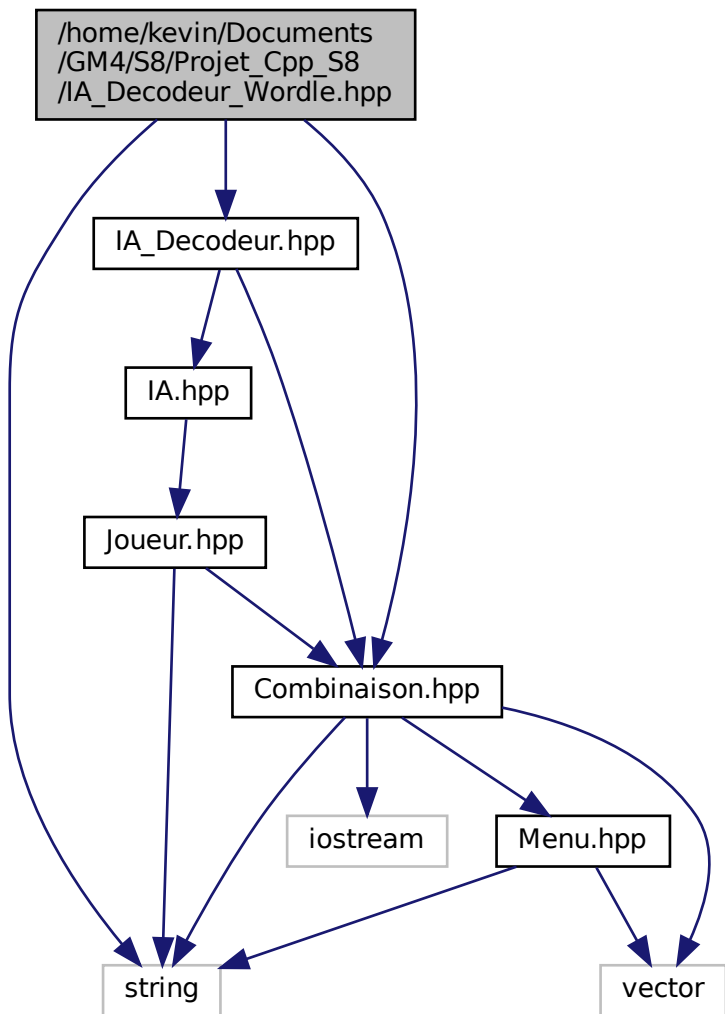 /home/kevin/Documents
/GM4/S8/Projet_Cpp_S8
/IA_Decodeur_Wordle.hpp
IA_Decodeur.hpp
IA.hpp
Joueur.hpp
Combinaison.hpp
iostream
Menu.hpp
string
vector